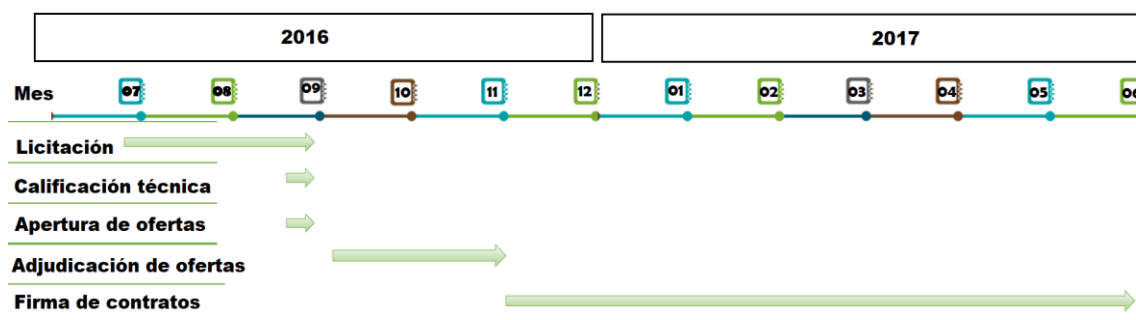 2016 2017
Mes 07 08 09 10 11 12 01 02 03 04 05 06
Licitación
Calificación técnica
Apertura de ofertas
Adjudicación de ofertas
Firma de contratos